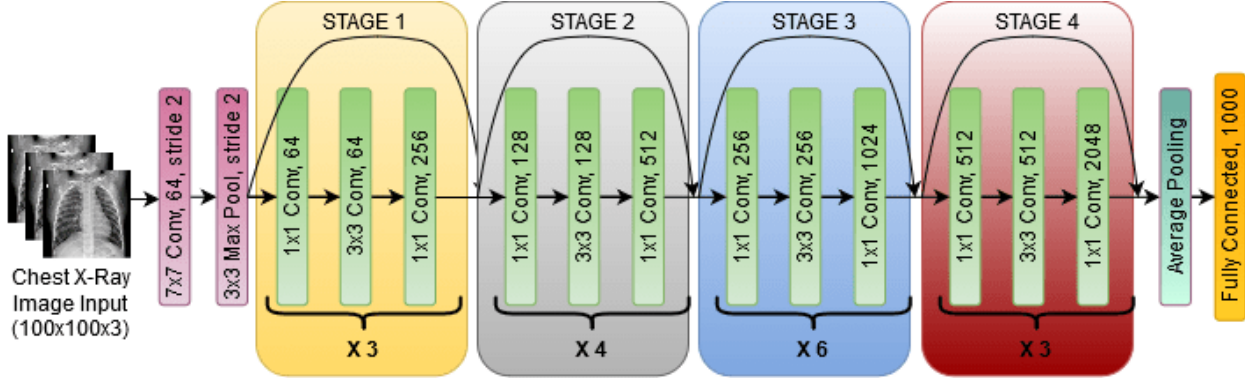 STAGE 1
STAGE 2
STAGE 3
STAGE 4
Chest X-Ray
Image Input
(100x100x3)
7x7 Conv, 64, stride 2
3x3 Max Pool, stride 2
1x1 Conv, 64
3x3 Conv, 64
1x1 Conv, 256
X 3
1x1 Conv, 128
3x3 Conv, 128
1x1 Conv, 512
X 4
1x1 Conv, 256
3x3 Conv, 256
1x1 Conv, 1024
X 6
1x1 Conv, 512
3x3 Conv, 512
1x1 Conv, 2048
X 3
Average Pooling
Fully Connected, 1000